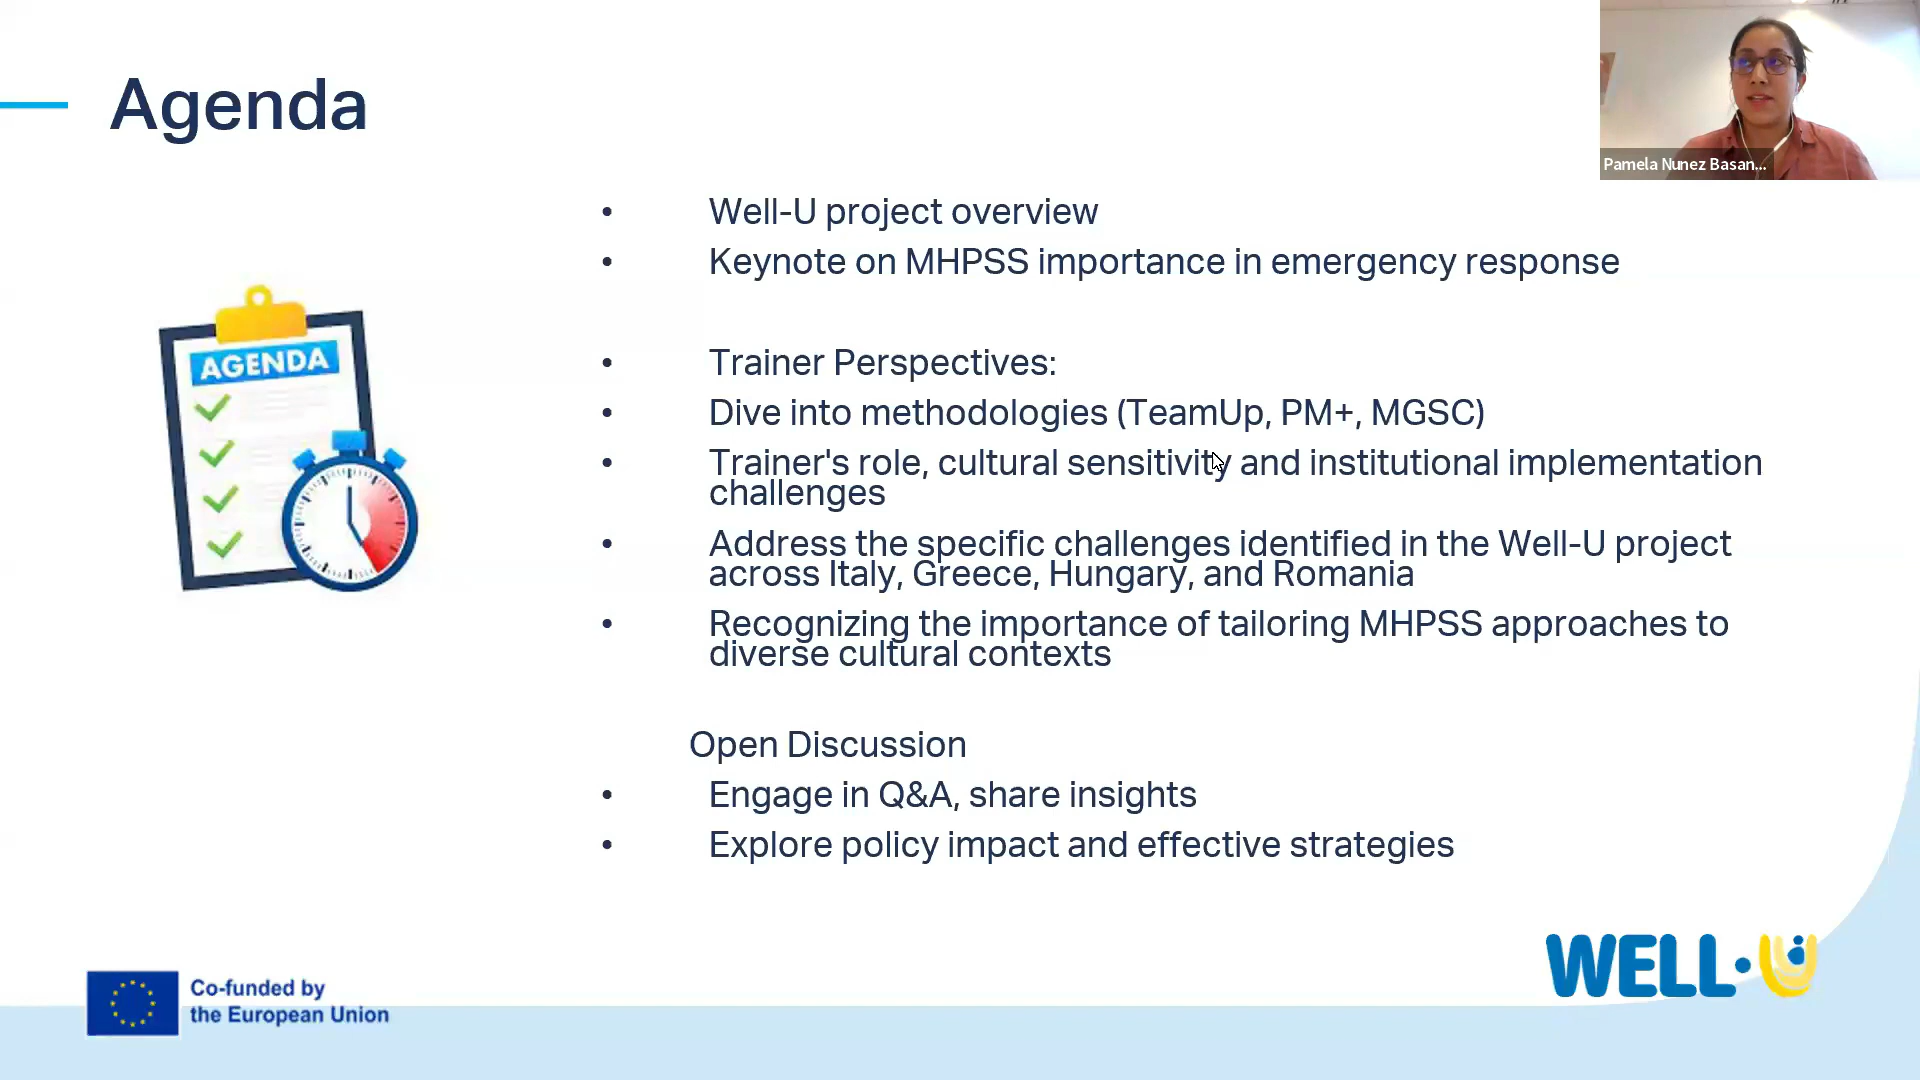 Agenda
Pamela Nunez Basan...
• Well-U project overview
• Keynote on MHPSS importance in emergency response
AGENDA
• Trainer Perspectives:
• Dive into methodologies (TeamUp, PM+, MGSC)
• Trainer's role, cultural sensitivity and institutional implementation
challenges
• Address the specific challenges identified in the Well-U project
across Italy, Greece, Hungary, and Romania
• Recognizing the importance of tailoring MHPSS approaches to
diverse cultural contexts
Open Discussion
• Engage in Q&A, share insights
• Explore policy impact and effective strategies
WELL·U
Co-funded by
the European Union